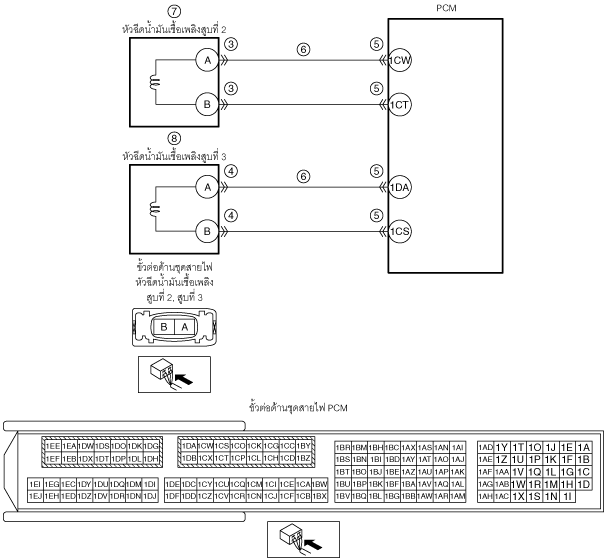 ⑦
PCM
หัวฉีดน้ำมันเชื้อเพลิงสูบที่ 2
A ③ ⑥ ⑤ 1CW
B ③ ⑤ 1CT
⑧
หัวฉีดน้ำมันเชื้อเพลิงสูบที่ 3
A ④ ⑥ ⑤ 1DA
B ④ ⑤ 1CS
ขั้วต่อด้านชุดสายไฟ
หัวฉีดน้ำมันเชื้อเพลิง
สูบที่ 2, สูบที่ 3
B A
ขั้วต่อด้านชุดสายไฟ PCM
1EE 1EA 1DW 1DS 1DO 1DK 1DG
1EF 1EB 1DX 1DT 1DP 1DL 1DH
1EI 1EG 1EC 1DY 1DU 1DQ 1DM 1DI
1EJ 1EH 1ED 1DZ 1DV 1DR 1DN 1DJ
1DA 1CW 1CS 1CO 1CK 1CG 1CC 1BY
1DB 1CX 1CT 1CP 1CL 1CH 1CD 1BZ
1DE 1DC 1CY 1CU 1CQ 1CM 1CI 1CE 1CA 1BW
1DF 1DD 1CZ 1CV 1CR 1CN 1CJ 1CF 1CB 1BX
1BR 1BM 1BH 1BC 1AX 1AS 1AN 1AI
1BS 1BN 1BI 1BD 1AY 1AT 1AO 1AJ
1BT 1BO 1BJ 1BE 1AZ 1AU 1AP 1AK
1BU 1BP 1BK 1BF 1BA 1AV 1AQ 1AL
1BV 1BQ 1BL 1BG 1BB 1AW 1AR 1AM
1AD 1Y 1T 1O 1J 1E 1A
1AE 1Z 1U 1P 1K 1F 1B
1AF 1AA 1V 1Q 1L 1G 1C
1AG 1AB 1W 1R 1M 1H 1D
1AH 1AC 1X 1S 1N 1I